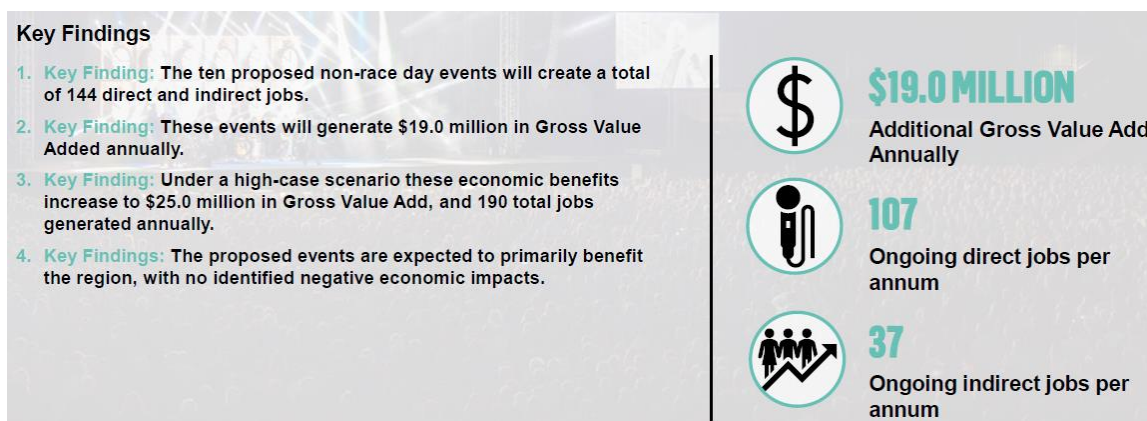 Key Findings
1. Key Finding: The ten proposed non-race day events will create a total
of 144 direct and indirect jobs.
2. Key Finding: These events will generate $19.0 million in Gross Value
Added annually.
3. Key Finding: Under a high-case scenario these economic benefits
increase to $25.0 million in Gross Value Add, and 190 total jobs
generated annually.
4. Key Findings: The proposed events are expected to primarily benefit
the region, with no identified negative economic impacts.
$
$19.0 MILLION
Additional Gross Value Add
Annually
107
Ongoing direct jobs per
annum
37
Ongoing indirect jobs per
annum